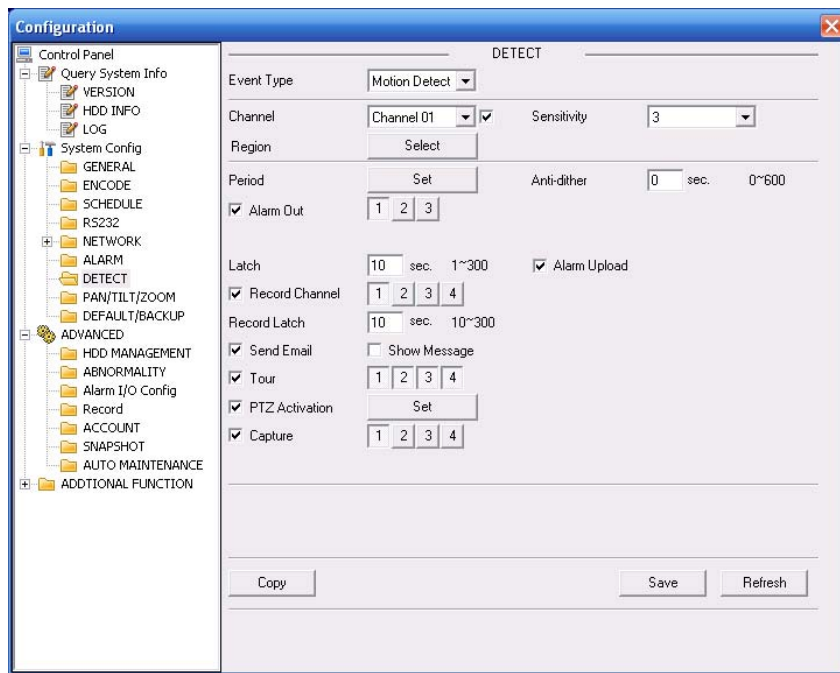 Configuration
Control Panel
Query System Info
VERSION
HDD INFO
LOG
System Config
GENERAL
ENCODE
SCHEDULE
RS232
NETWORK
ALARM
DETECT
PAN/TILT/ZOOM
DEFAULT/BACKUP
ADVANCED
HDD MANAGEMENT
ABNORMALITY
Alarm I/O Config
Record
ACCOUNT
SNAPSHOT
AUTO MAINTENANCE
ADDTIONAL FUNCTION
DETECT
Event Type Motion Detect
Channel Channel 01 Sensitivity 3
Region Select
Period Set Anti-dither 0 sec. 0~600
Alarm Out 1 2 3
Latch 10 sec. 1~300 Alarm Upload
Record Channel 1 2 3 4
Record Latch 10 sec. 10~300
Send Email Show Message
Tour 1 2 3 4
PTZ Activation Set
Capture 1 2 3 4
Copy Save Refresh